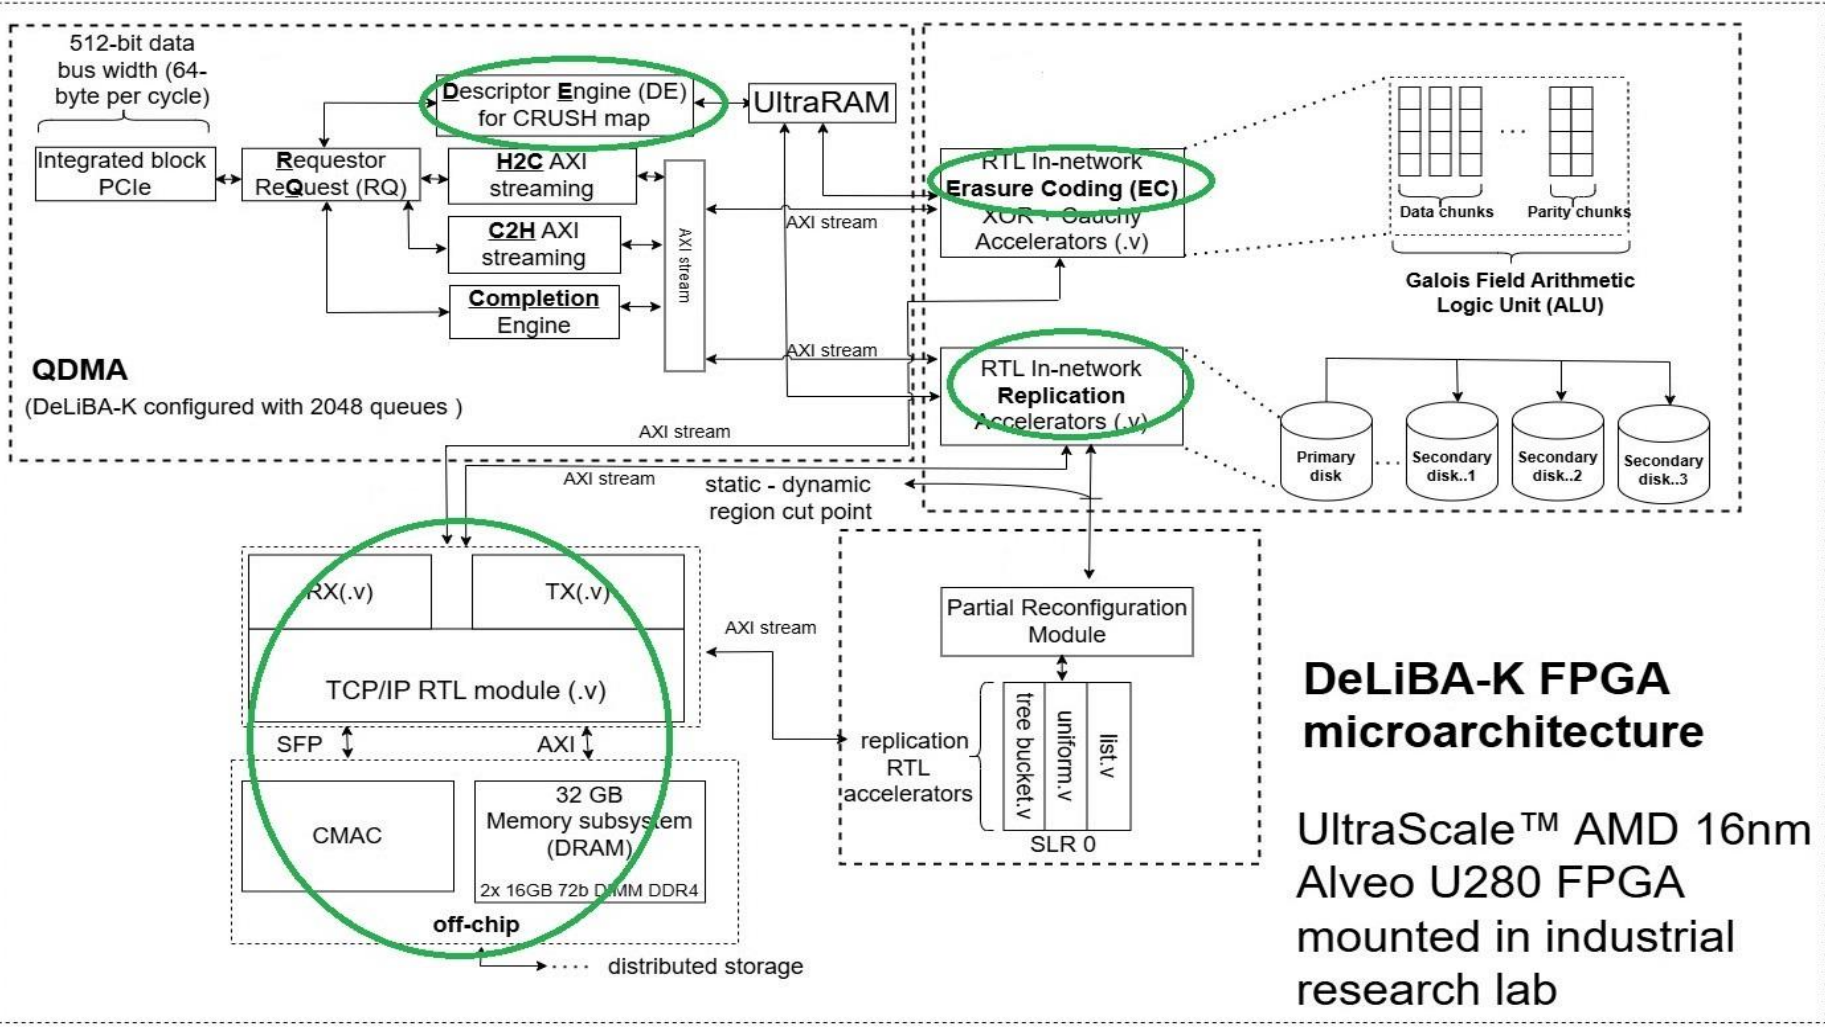 512-bit data
bus width (64-
byte per cycle)
Descriptor Engine (DE)
for CRUSH map
UltraRAM
Integrated block
PCIe
Requestor
ReQuest (RQ)
H2C AXI
streaming
C2H AXI
streaming
Completion
Engine
AXI stream
QDMA
(DeLiBA-K configured with 2048 queues )
AXI stream
AXI stream
AXI stream
AXI stream
RTL In-network
Erasure Coding (EC)
XOR + Cauchy
Accelerators (.v)
...
Data chunks
Parity chunks
Galois Field Arithmetic
Logic Unit (ALU)
RTL In-network
Replication
Accelerators (.v)
Primary
disk
Secondary
disk..1
Secondary
disk..2
Secondary
disk..3
static - dynamic
region cut point
RX(.v)
TX(.v)
TCP/IP RTL module (.v)
SFP
AXI
CMAC
32 GB
Memory subsystem
(DRAM)
2x 16GB 72b DIMM DDR4
off-chip
distributed storage
AXI stream
Partial Reconfiguration
Module
replication
RTL
accelerators
tree bucket.v
uniform.v
list.v
SLR 0
DeLiBA-K FPGA
microarchitecture
UltraScale™ AMD 16nm
Alveo U280 FPGA
mounted in industrial
research lab